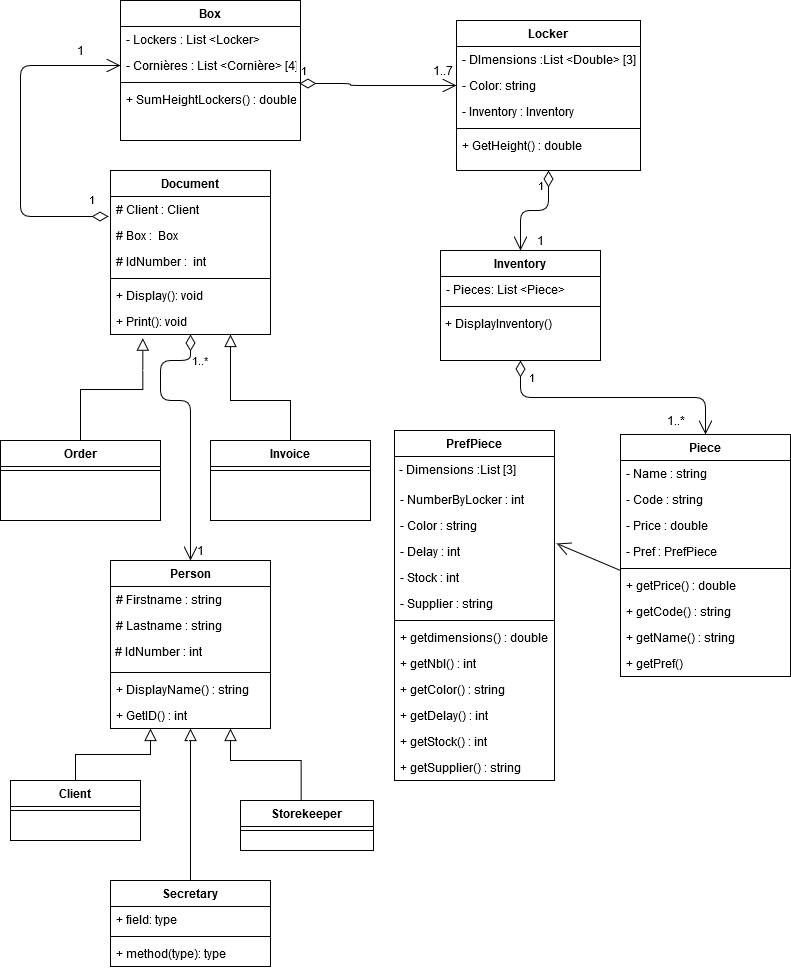 Box
- Lockers : List <Locker>
- Cornières : List <Cornière> [4]
+ SumHeightLockers() : double
1
1
1..7
Locker
- DImensions :List <Double> [3]
- Color: string
- Inventory : Inventory
+ GetHeight() : double
1
1
Document
# Client : Client
# Box :  Box
# IdNumber :  int
+ Display(): void
+ Print(): void
1
1..*
Inventory
- Pieces: List <Piece>
+ DisplayInventory()
1
1..*
Order
Invoice
PrefPiece
- Dimensions :List [3]
- NumberByLocker : int
- Color : string
- Delay : int
- Stock : int
- Supplier : string
+ getdimensions() : double
+ getNbl() : int
+ getColor() : string
+ getDelay() : int
+ getStock() : int
+ getSupplier() : string
Piece
- Name : string
- Code : string
- Price : double
- Pref : PrefPiece
+ getPrice() : double
+ getCode() : string
+ getName() : string
+ getPref()
1
Person
# Firstname : string
# Lastname : string
# IdNumber : int
+ DisplayName() : string
+ GetID() : int
Client
Storekeeper
Secretary
+ field: type
+ method(type): type